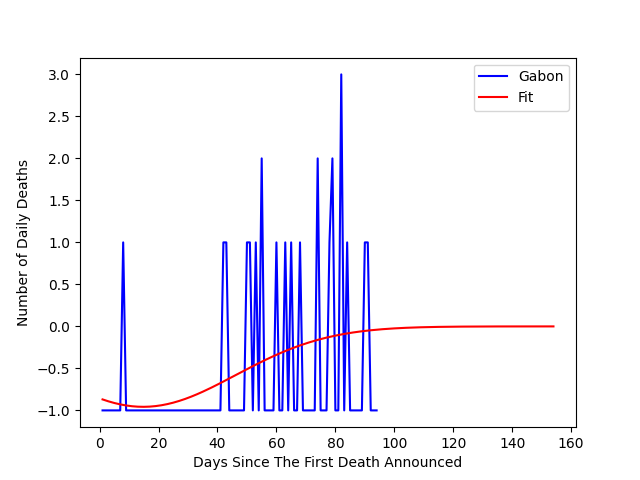 Gabon
Fit
Number of Daily Deaths
3.0
2.5
2.0
1.5
1.0
0.5
0.0
−0.5
−1.0
0 20 40 60 80 100 120 140 160
Days Since The First Death Announced